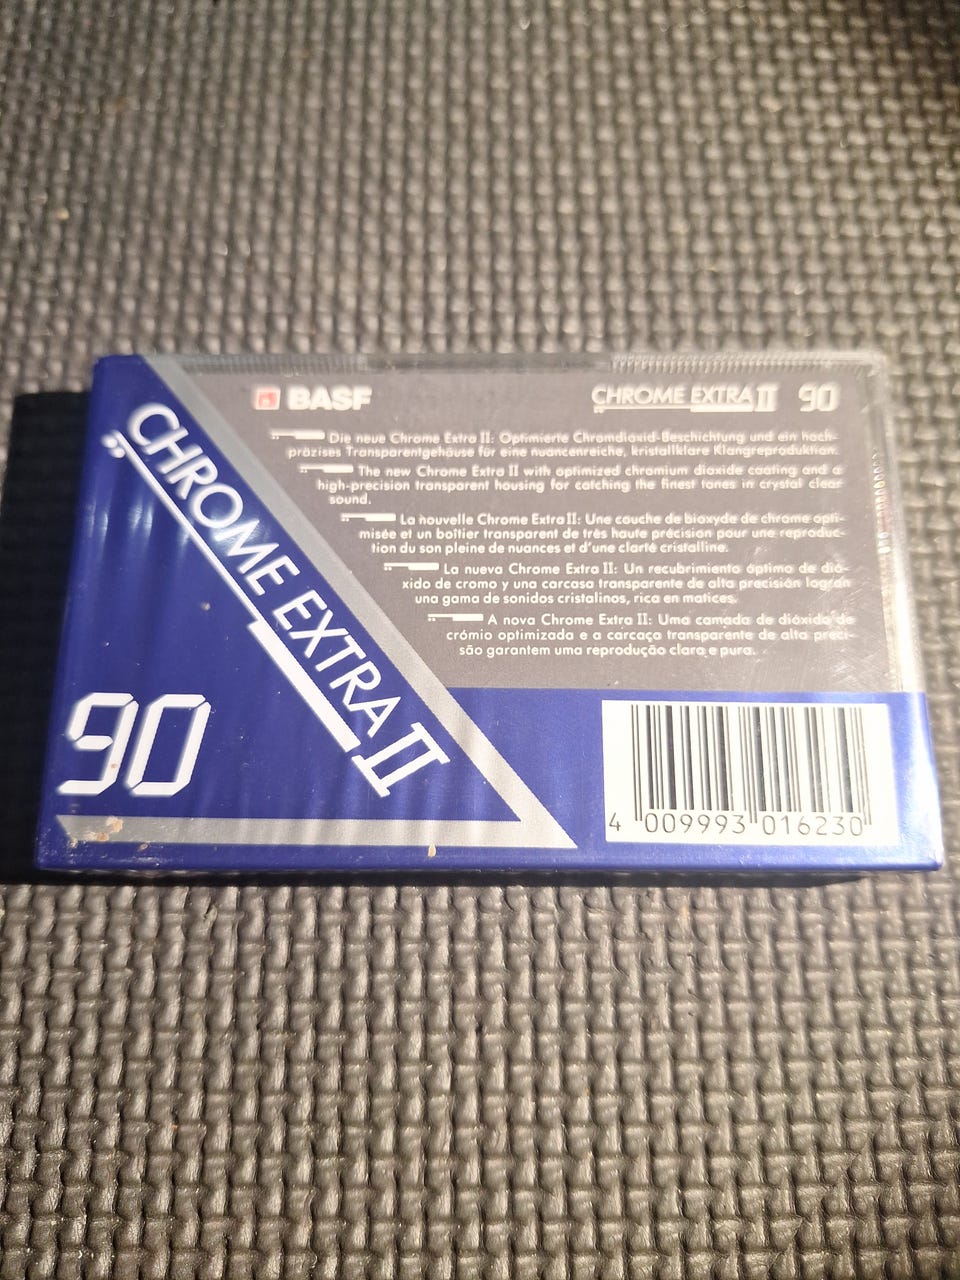 BASF
CHROME EXTRA II 90
Die neue Chrome Extra II: Optimierte Chromdioxid-Beschichtung und ein hoch-
präzises Transparentgehäuse für eine nuancenreiche, kristallklare Klangreproduktion.
The new Chrome Extra II with optimized chromium dioxide coating and a
high-precision transparent housing for catching the finest tones in crystal clear
sound.
La nouvelle Chrome Extra II: Une couche de bioxyde de chrome opti-
misée et un boîtier transparent de très haute précision pour une reproduc-
tion du son pleine de nuances et d'une clarté cristalline.
La nueva Chrome Extra II: Un recubrimiento óptimo de dió-
xido de cromo y una carcasa transparente de alta precisión logran
una gama de sonidos cristalinos, rica en matices.
A nova Chrome Extra II: Uma camada de dióxido de
crómio optimizada e a carcaça transparente de alta preci-
são garantem uma reprodução clara e pura.
CHROME EXTRA II
90
4 009993 016230